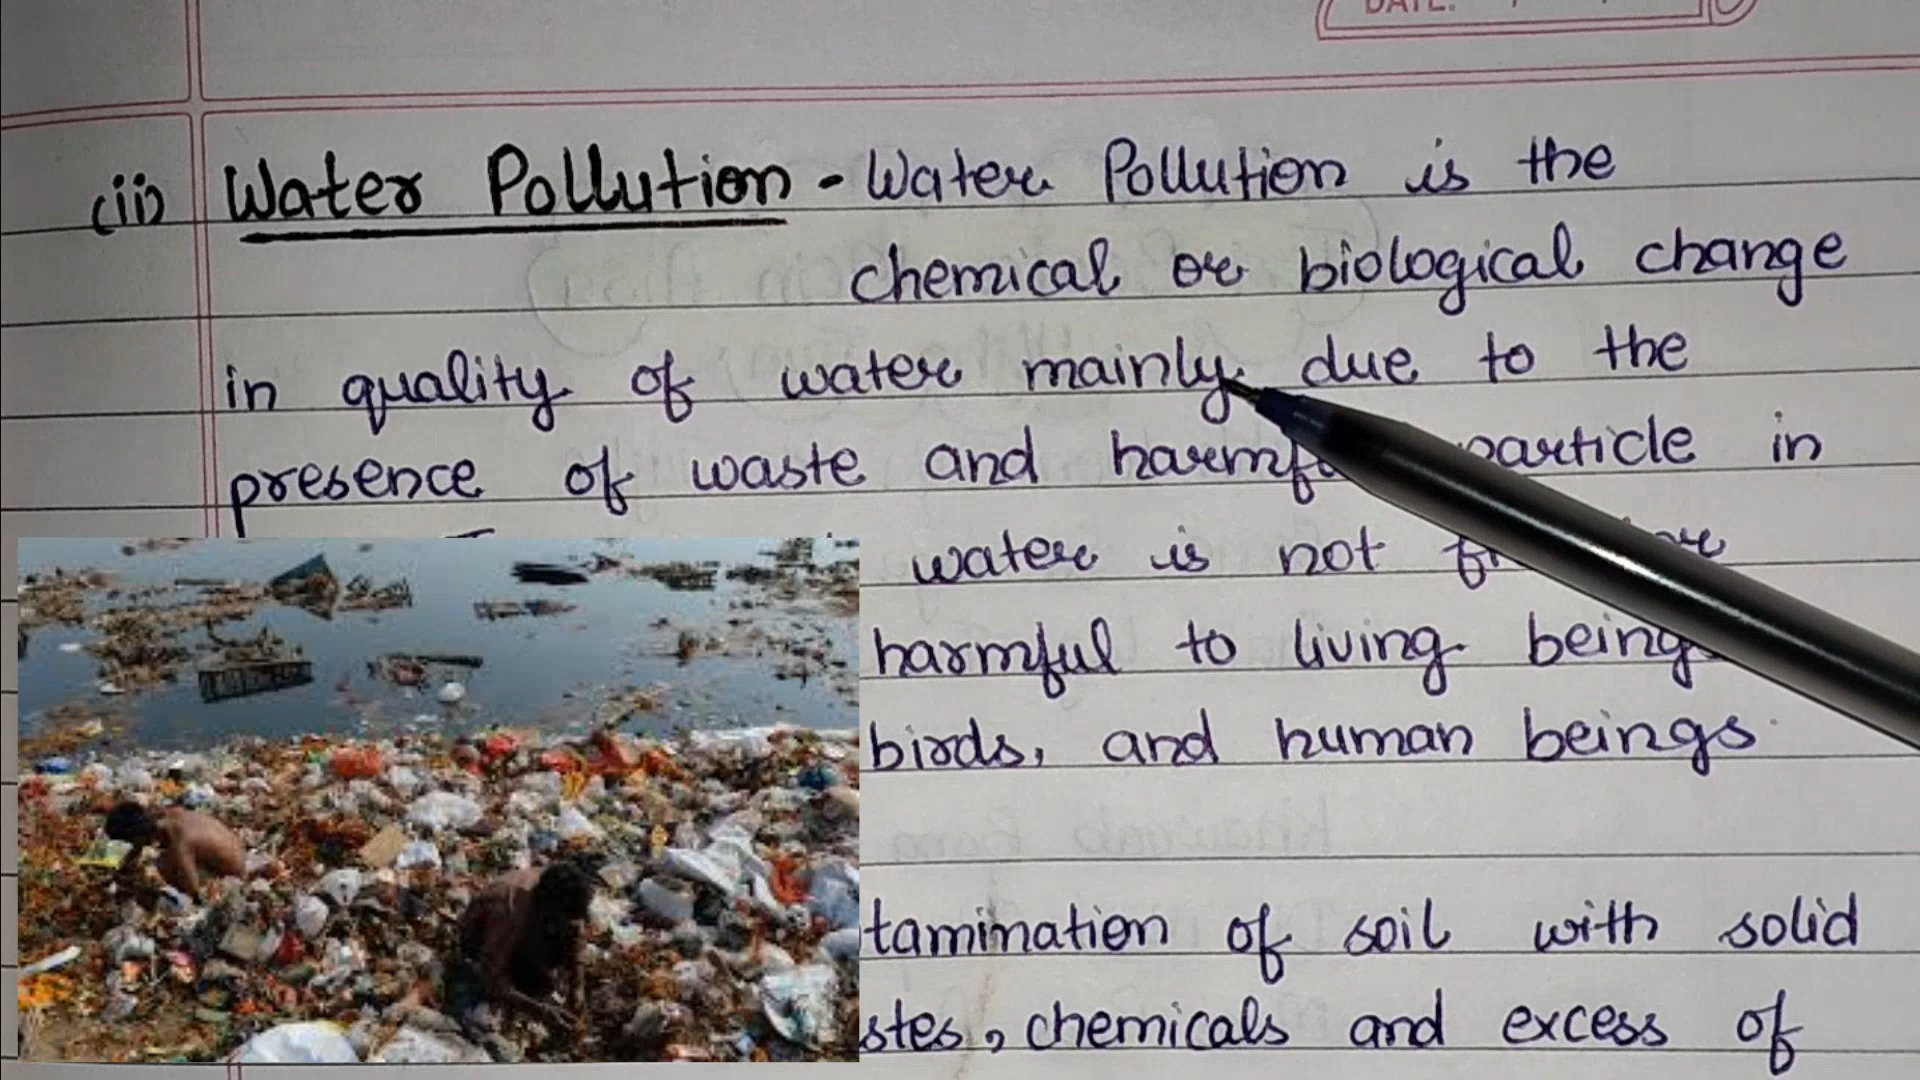 DATE:
(ii) Water Pollution - Water Pollution is the
chemical or biological change
in quality of water mainly due to the
presence of waste and particle in
water is not
harmful to living
birds, and human beings
of soil with solid
chemicals and excess of